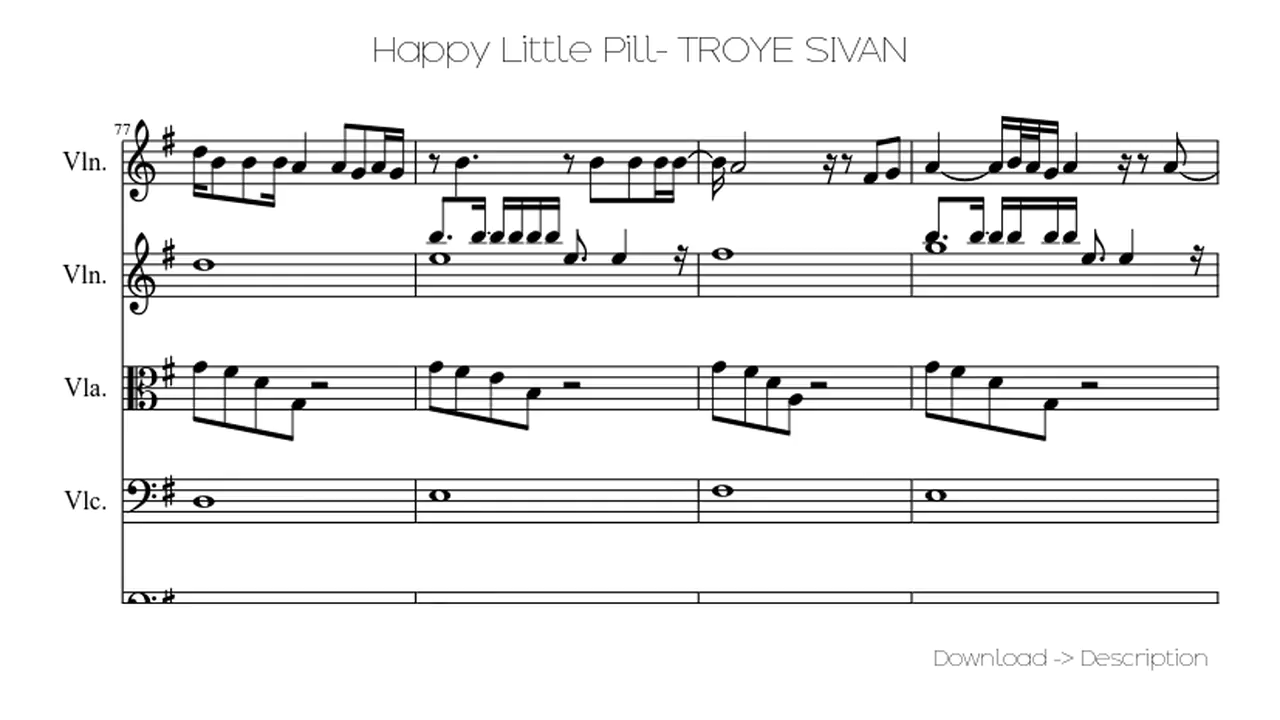 Happy Little Pill- TROYE SIVAN
77
Vln.
Vln.
Vla.
Vlc.
Download -> Description